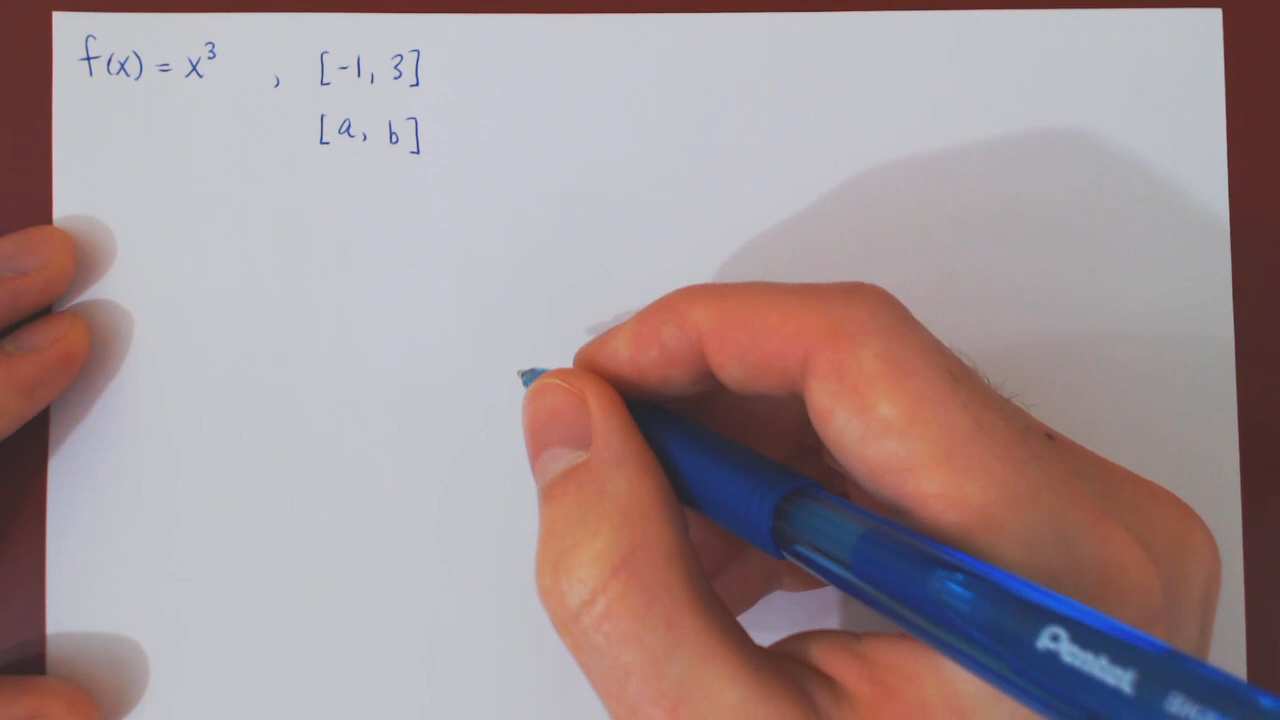 f(x) = x³ , [-1, 3]
[a, b]
Pentel